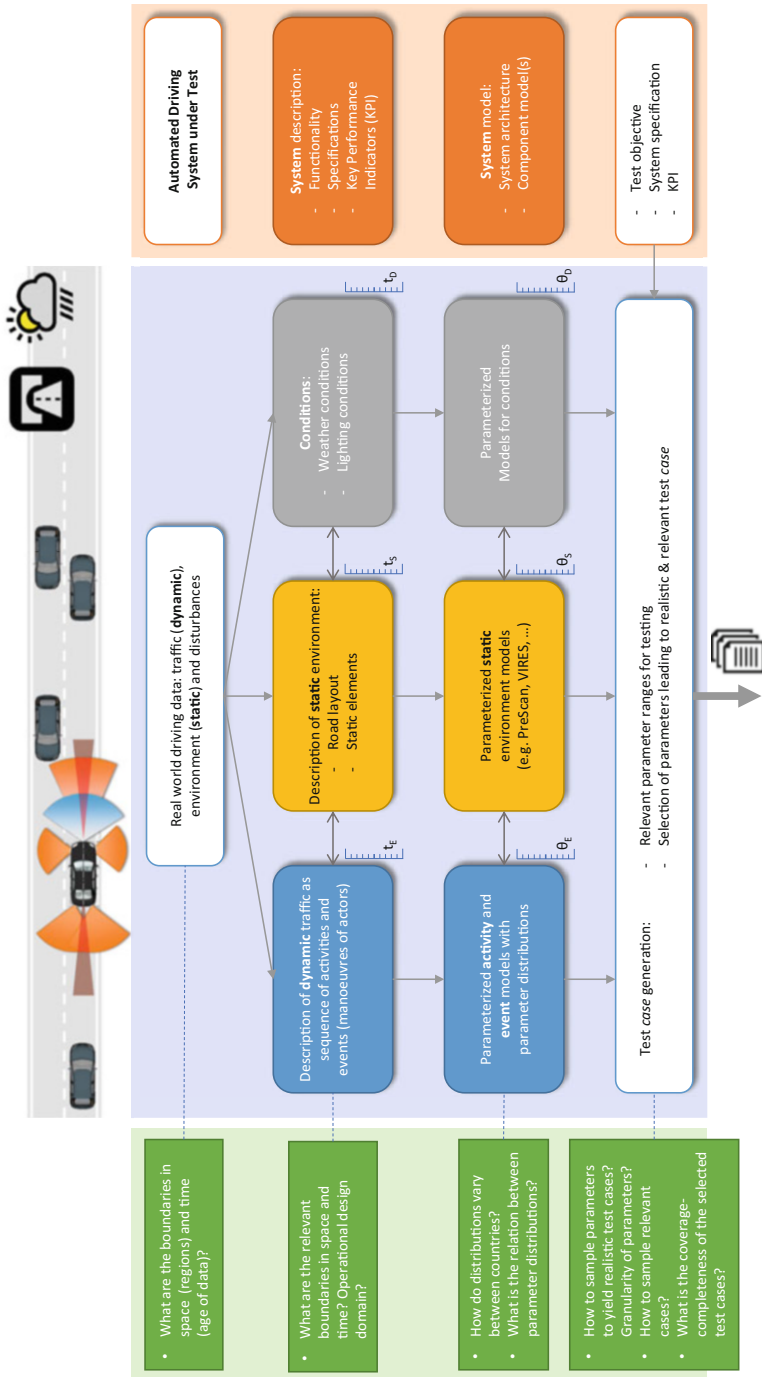 Automated Driving
System under Test
System description:
- Functionality
- Specifications
- Key Performance
Indicators (KPI)
System model:
- System architecture
- Component model(s)
- Test objective
- System specification
- KPI
Real world driving data: traffic (dynamic),
environment (static) and disturbances
Conditions:
- Weather conditions
- Lighting conditions
t_D
Description of static environment:
- Road layout
- Static elements
t_S
Description of dynamic traffic as
sequence of activities and
events (manoeuvres of actors)
t_E
Parameterized
Models for conditions
θ_D
Parameterized static
environment models
(e.g. PreScan, VIRES, ...)
θ_S
Parameterized activity and
event models with
parameter distributions
θ_E
Test case generation:
- Relevant parameter ranges for testing
- Selection of parameters leading to realistic & relevant test case
• What are the boundaries in
space (regions) and time
(age of data)?
• What are the relevant
boundaries in space and
time? Operational design
domain?
• How do distributions vary
between countries?
• What is the relation between
parameter distributions?
• How to sample parameters
to yield realistic test cases?
Granularity of parameters?
• How to sample relevant
cases?
• What is the coverage-
completeness of the selected
test cases?